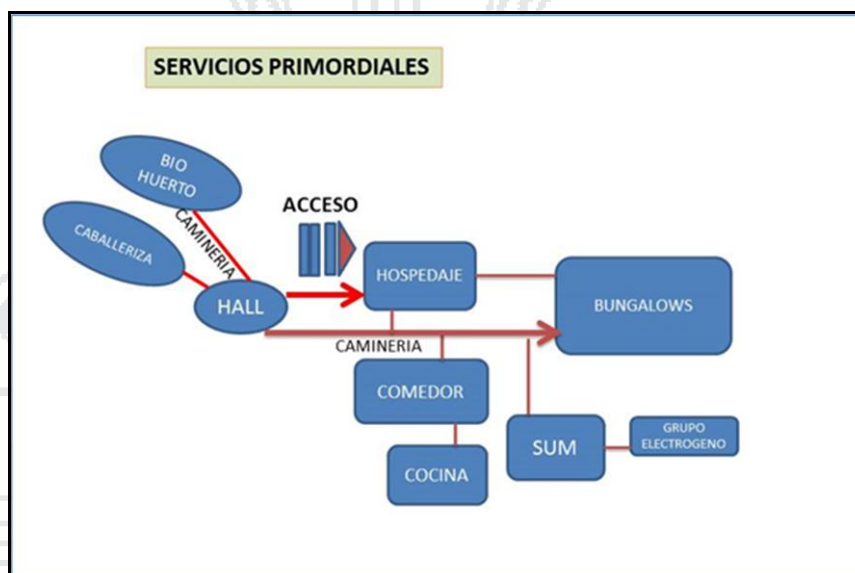 SERVICIOS PRIMORDIALES
BIO
HUERTO
CABALLERIZA
CAMINERIA
ACCESO
HALL
HOSPEDAJE
BUNGALOWS
CAMINERIA
COMEDOR
COCINA
SUM
GRUPO
ELECTROGENO